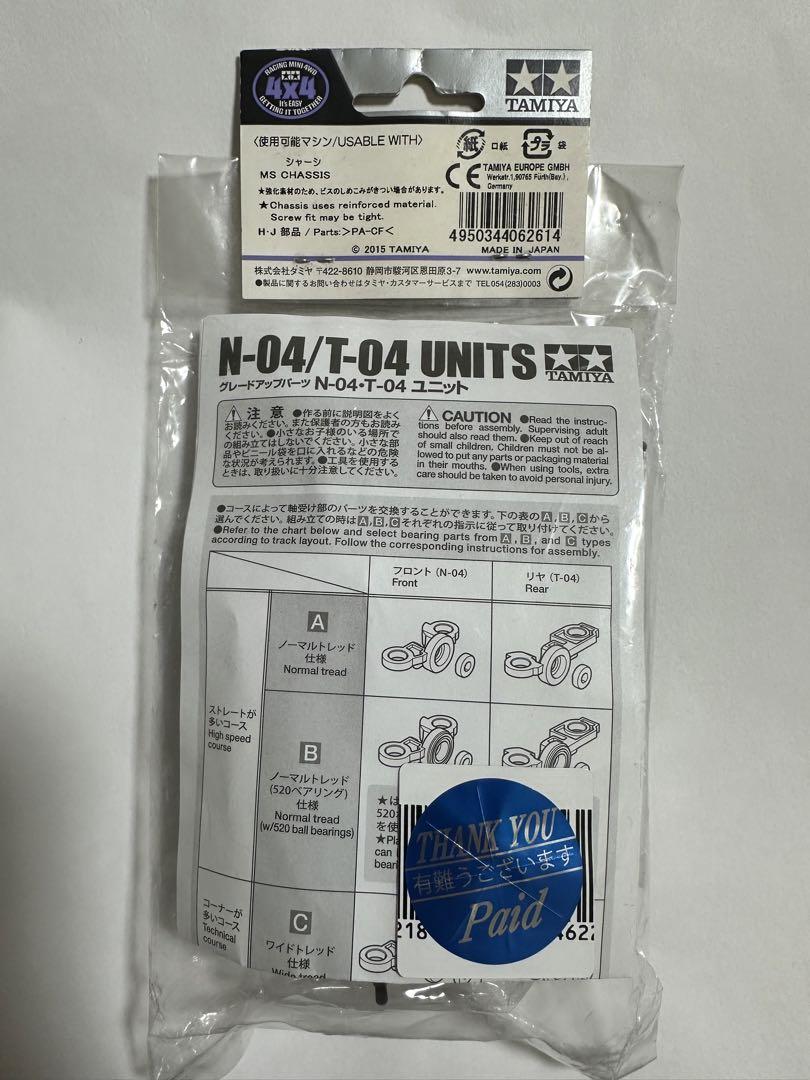 RACING MINI 4WD
4x4
It's EASY
GETTING IT TOGETHER
TAMIYA
〈使用可能マシン/USABLE WITH〉
シャーシ
MS CHASSIS
★強化素材のため、ビスのしめこみがきつい場合があります。
★Chassis uses reinforced material.
Screw fit may be tight.
H・J 部品 / Parts:＞PA-CF＜
© 2015 TAMIYA
紙 口紙 プラ 袋
CE TAMIYA EUROPE GMBH
Werkstr.1,90765 Fürth(Bay.),
Germany
4950344062614
MADE IN JAPAN
株式会社タミヤ 〒422-8610 静岡市駿河区恩田原3-7 www.tamiya.com
●製品に関するお問い合わせはタミヤ・カスタマーサービスまで TEL054(283)0003
N-04/T-04 UNITS TAMIYA
グレードアップパーツ N-04・T-04 ユニット
注意 ●作る前に説明図をよく
お読みください。また保護者の方もお読み
ください。●小さなお子様のいる場所で
の組み立てはしないでください。小さな部
品やビニール袋を口に入れるなどの危険
な状況が考えられます。●工具を使用する
ときは、取り扱いに十分注意してください。
CAUTION ●Read the instruc-
tions before assembly. Supervising adult
should also read them. ●Keep out of reach
of small children. Children must not be al-
lowed to put any parts or packaging material
in their mouths. ●When using tools, extra
care should be taken to avoid personal injury.
●コースによって軸受け部のパーツを交換することができます。下の表のA,B,Cから
選んでください。組み立ての時はA,B,Cそれぞれの指示に従って取り付けてください。
●Refer to the chart below and select bearing parts from A, B, and C types
according to track layout. Follow the corresponding instructions for assembly.
フロント (N-04)
Front
リヤ (T-04)
Rear
ストレートが
多いコース
High speed
course
A
ノーマルトレッド
仕様
Normal tread
B
ノーマルトレッド
(520ベアリング)
仕様
Normal tread
(w/520 ball bearings)
★は
520
を使
★Pla
can
beari
コーナーが
多いコース
Technical
course
C
ワイドトレッド
仕様
Wide tread
THANK YOU
有難うございます
Paid
218
4622